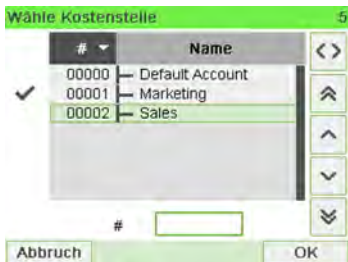 Wähle Kostenstelle 5
# Name
00000 Default Account
00001 Marketing
00002 Sales
#
Abbruch OK